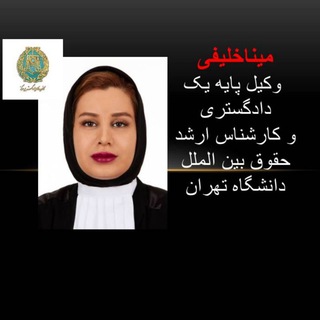 میناخلیفی
وکیل پایه یک
دادگستری
و کارشناس ارشد
حقوق بین الملل
دانشگاه تهران